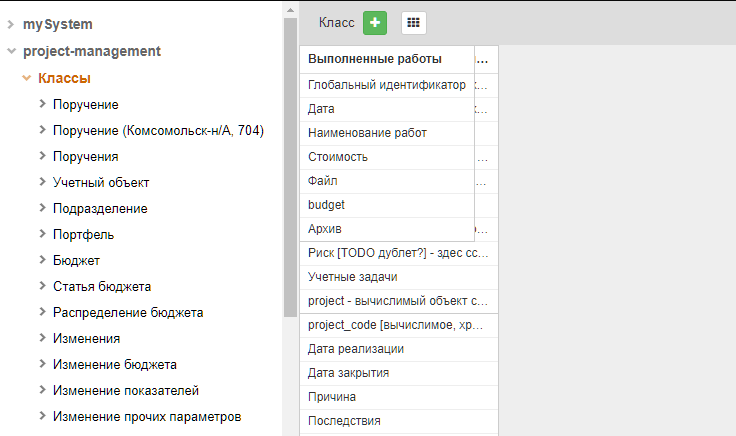 mySystem
project-management
Классы
Поручение
Поручение (Комсомольск-н/А, 704)
Поручения
Учетный объект
Подразделение
Портфель
Бюджет
Статья бюджета
Распределение бюджета
Изменения
Изменение бюджета
Изменение показателей
Изменение прочих параметров
Класс
Выполненные работы
Глобальный идентификатор
Дата
Наименование работ
Стоимость
Файл
budget
Архив
Риск [TODO дублет?] - здес сс...
Учетные задачи
project - вычислимый объект с...
project_code [вычислимое, хр...
Дата реализации
Дата закрытия
Причина
Последствия